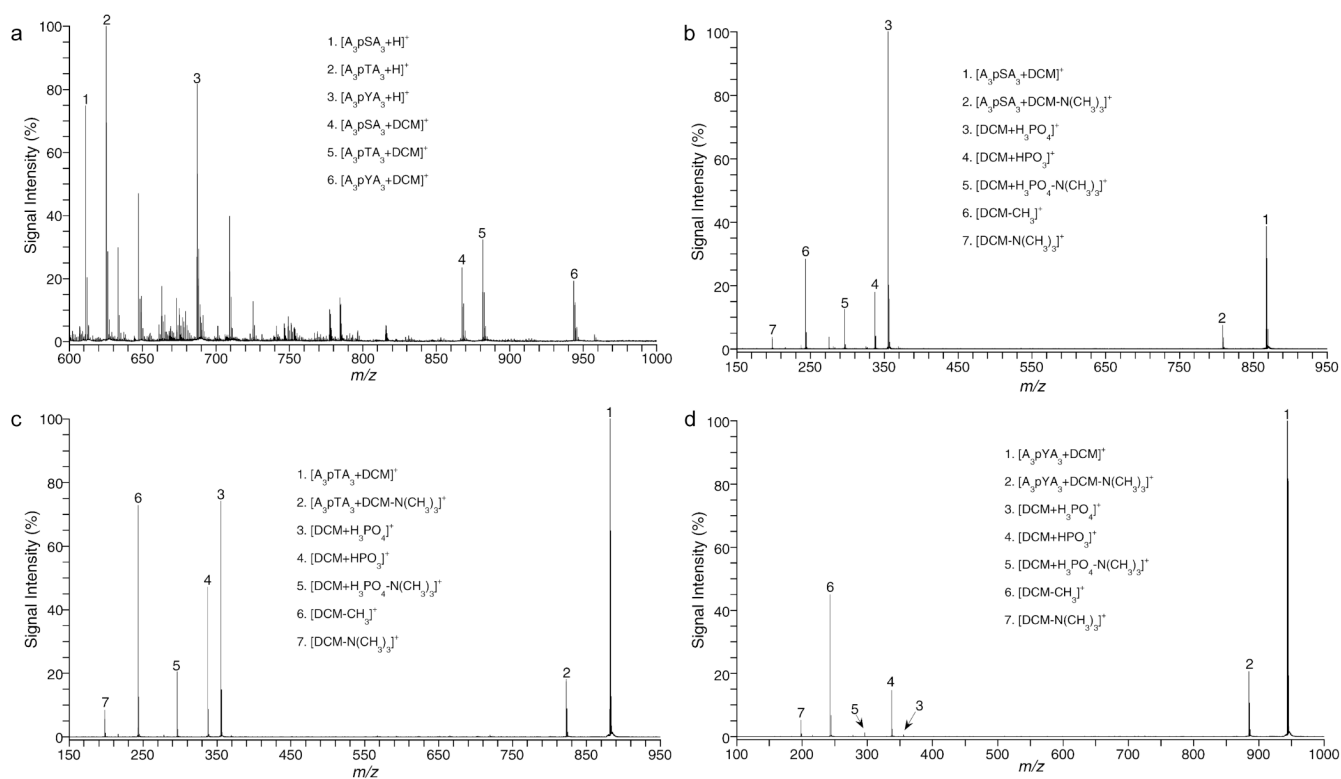 a
Signal Intensity (%)
100
80
60
40
20
0
600
650
700
750
800
850
900
950
1000
m/z
1
2
3
4
5
6
1. [A₃pSA₃+H]⁺
2. [A₃pTA₃+H]⁺
3. [A₃pYA₃+H]⁺
4. [A₃pSA₃+DCM]⁺
5. [A₃pTA₃+DCM]⁺
6. [A₃pYA₃+DCM]⁺
b
Signal Intensity (%)
100
80
60
40
20
0
150
250
350
450
550
650
750
850
950
m/z
7
6
5
4
3
2
1
1. [A₃pSA₃+DCM]⁺
2. [A₃pSA₃+DCM-N(CH₃)₃]⁺
3. [DCM+H₃PO₄]⁺
4. [DCM+HPO₃]⁺
5. [DCM+H₃PO₄-N(CH₃)₃]⁺
6. [DCM-CH₃]⁺
7. [DCM-N(CH₃)₃]⁺
c
Signal Intensity (%)
100
80
60
40
20
0
150
250
350
450
550
650
750
850
950
m/z
7
6
5
4
3
2
1
1. [A₃pTA₃+DCM]⁺
2. [A₃pTA₃+DCM-N(CH₃)₃]⁺
3. [DCM+H₃PO₄]⁺
4. [DCM+HPO₃]⁺
5. [DCM+H₃PO₄-N(CH₃)₃]⁺
6. [DCM-CH₃]⁺
7. [DCM-N(CH₃)₃]⁺
d
Signal Intensity (%)
100
80
60
40
20
0
100
200
300
400
500
600
700
800
900
1000
m/z
7
6
5
4
3
2
1
1. [A₃pYA₃+DCM]⁺
2. [A₃pYA₃+DCM-N(CH₃)₃]⁺
3. [DCM+H₃PO₄]⁺
4. [DCM+HPO₃]⁺
5. [DCM+H₃PO₄-N(CH₃)₃]⁺
6. [DCM-CH₃]⁺
7. [DCM-N(CH₃)₃]⁺